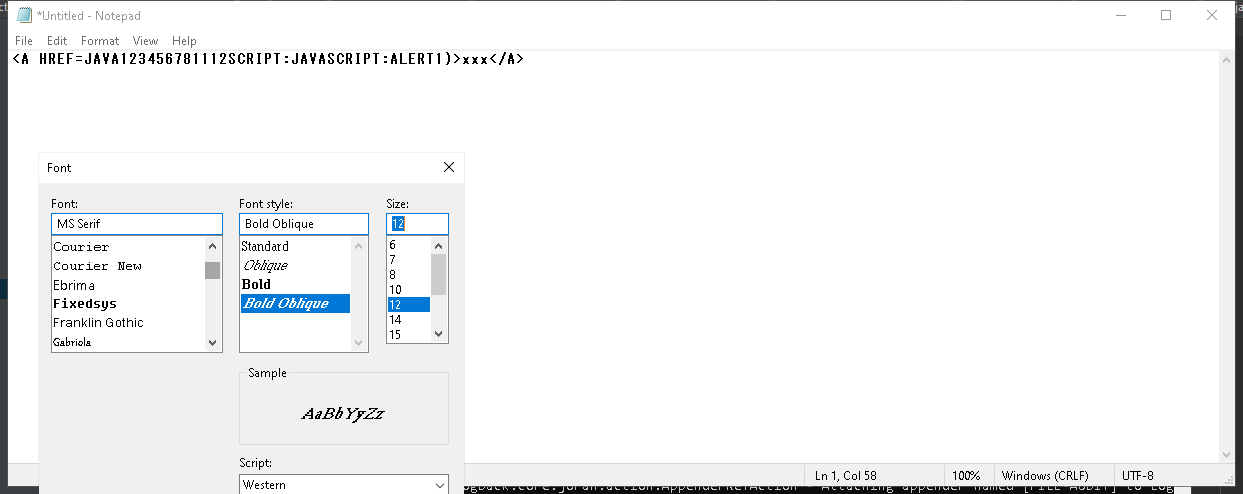 *Untitled - Notepad
File Edit Format View Help
<A HREF=JAVA123456781112SCRIPT:JAVASCRIPT:ALERT1)>xxx</A>
Font
Font: Font style: Size:
MS Serif Bold Oblique 12
Courier Standard 6
Courier New Oblique 7
Ebrima Bold 8
Fixedsys Bold Oblique 10
Franklin Gothic 12
Gabriola 14
15
Sample
AaBbYyZz
Script:
Western
Ln 1, Col 58 100% Windows (CRLF) UTF-8